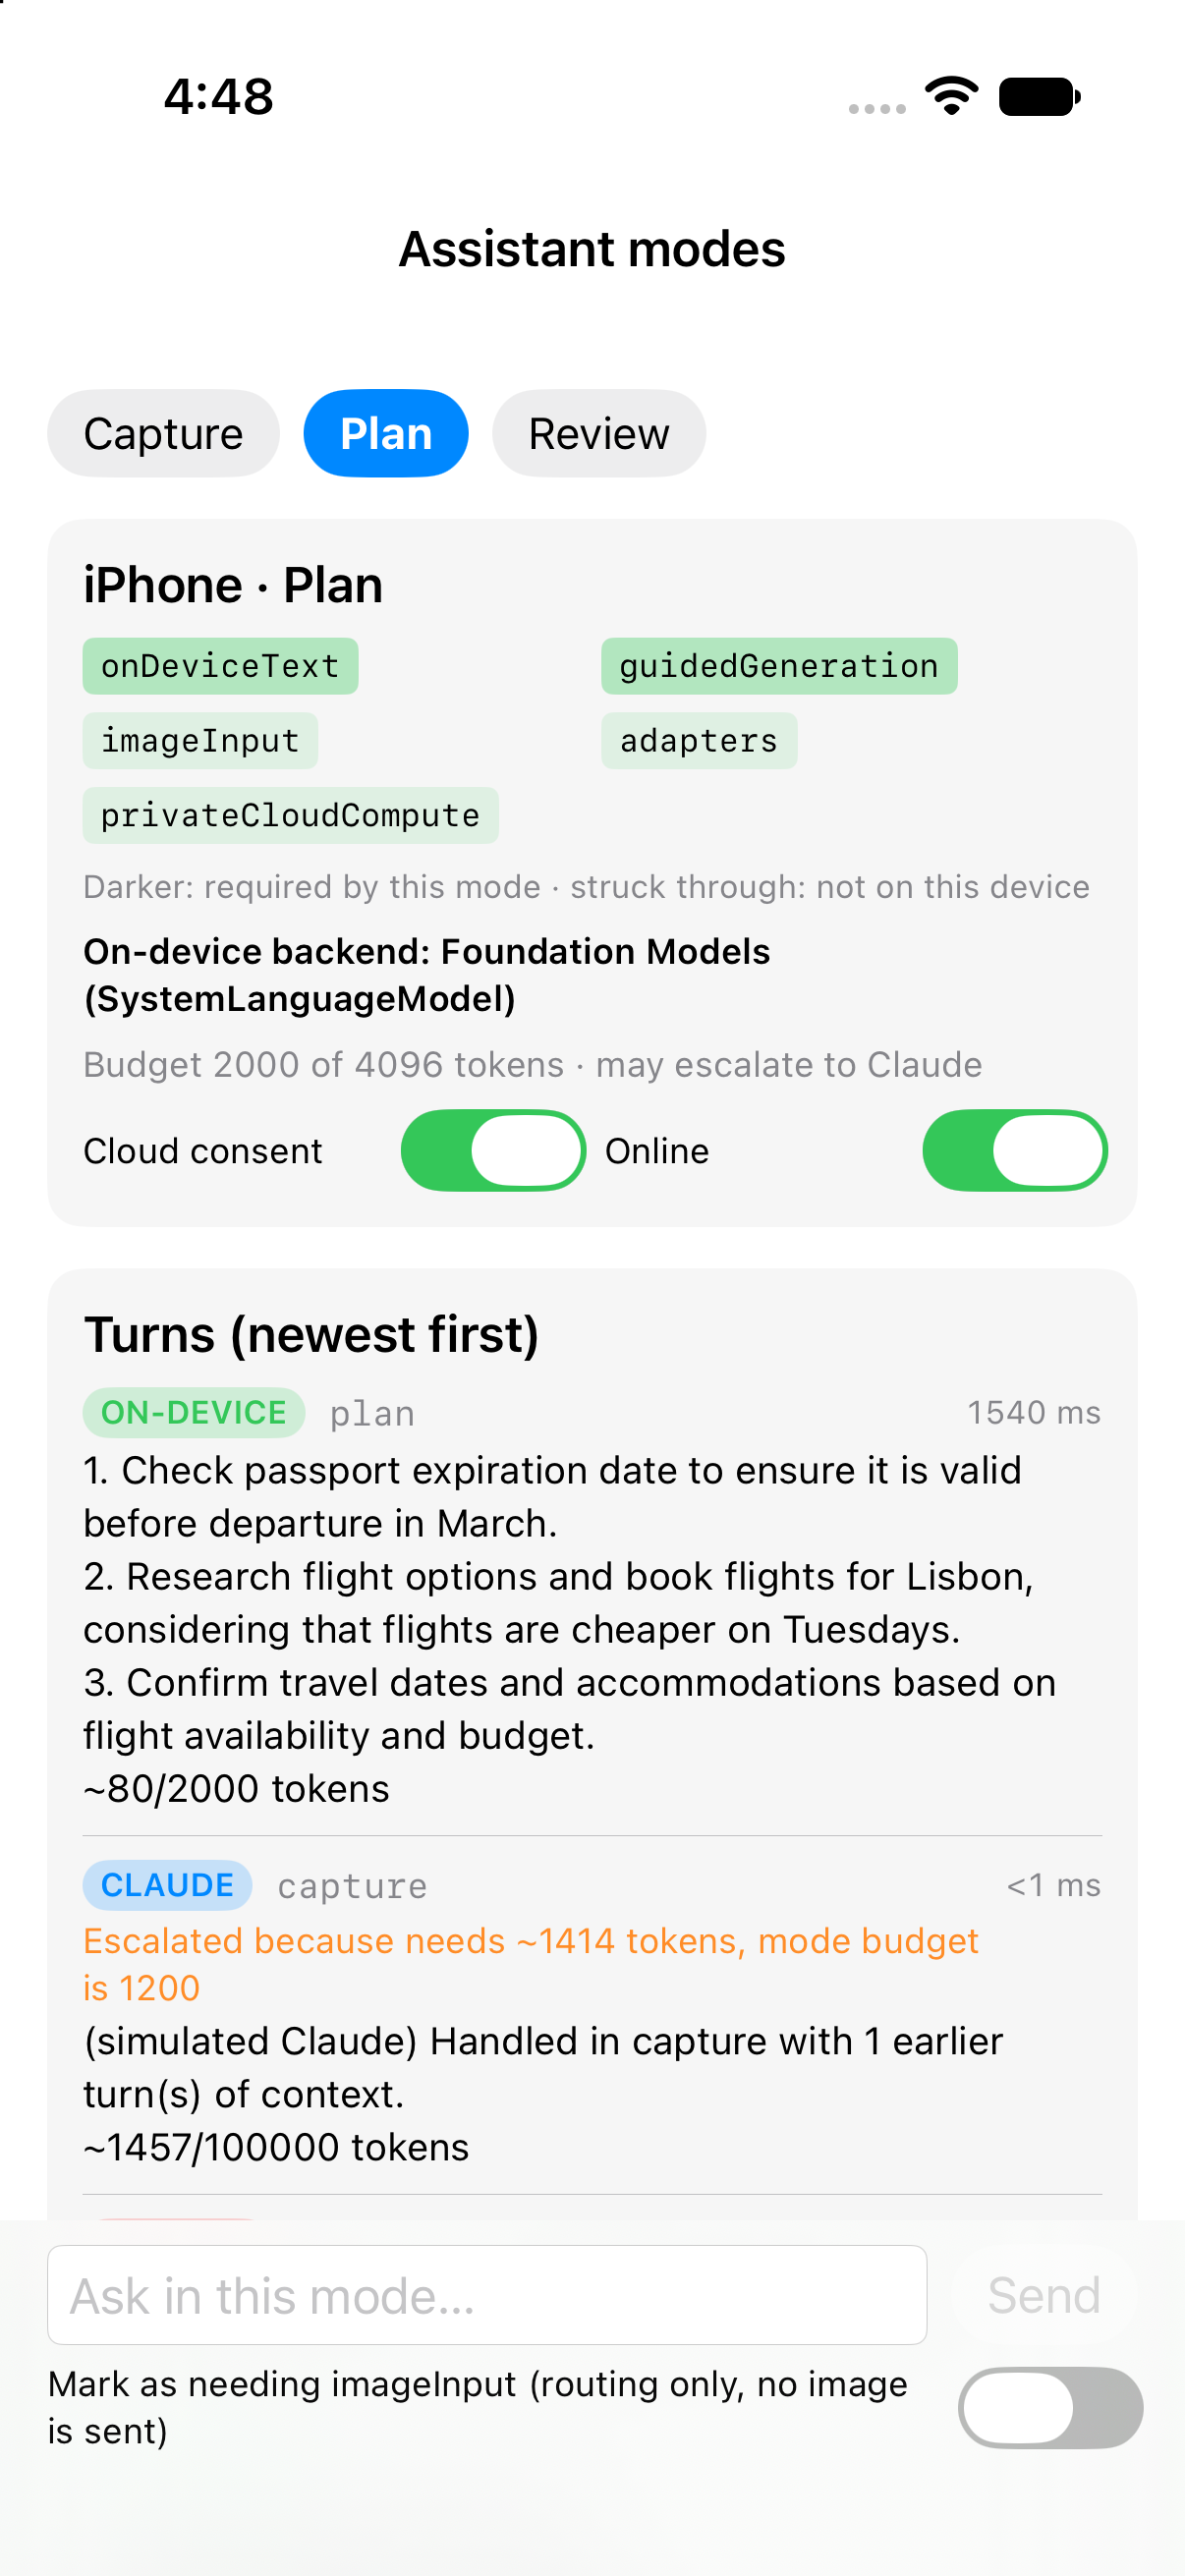 4:48
Assistant modes
Capture
Plan
Review
iPhone · Plan
onDeviceText
guidedGeneration
imageInput
adapters
privateCloudCompute
Darker: required by this mode · struck through: not on this device
On-device backend: Foundation Models
(SystemLanguageModel)
Budget 2000 of 4096 tokens · may escalate to Claude
Cloud consent
Online
Turns (newest first)
ON-DEVICE plan 1540 ms
1. Check passport expiration date to ensure it is valid
before departure in March.
2. Research flight options and book flights for Lisbon,
considering that flights are cheaper on Tuesdays.
3. Confirm travel dates and accommodations based on
flight availability and budget.
~80/2000 tokens
CLAUDE capture <1 ms
Escalated because needs ~1414 tokens, mode budget
is 1200
(simulated Claude) Handled in capture with 1 earlier
turn(s) of context.
~1457/100000 tokens
Ask in this mode...
Send
Mark as needing imageInput (routing only, no image
is sent)